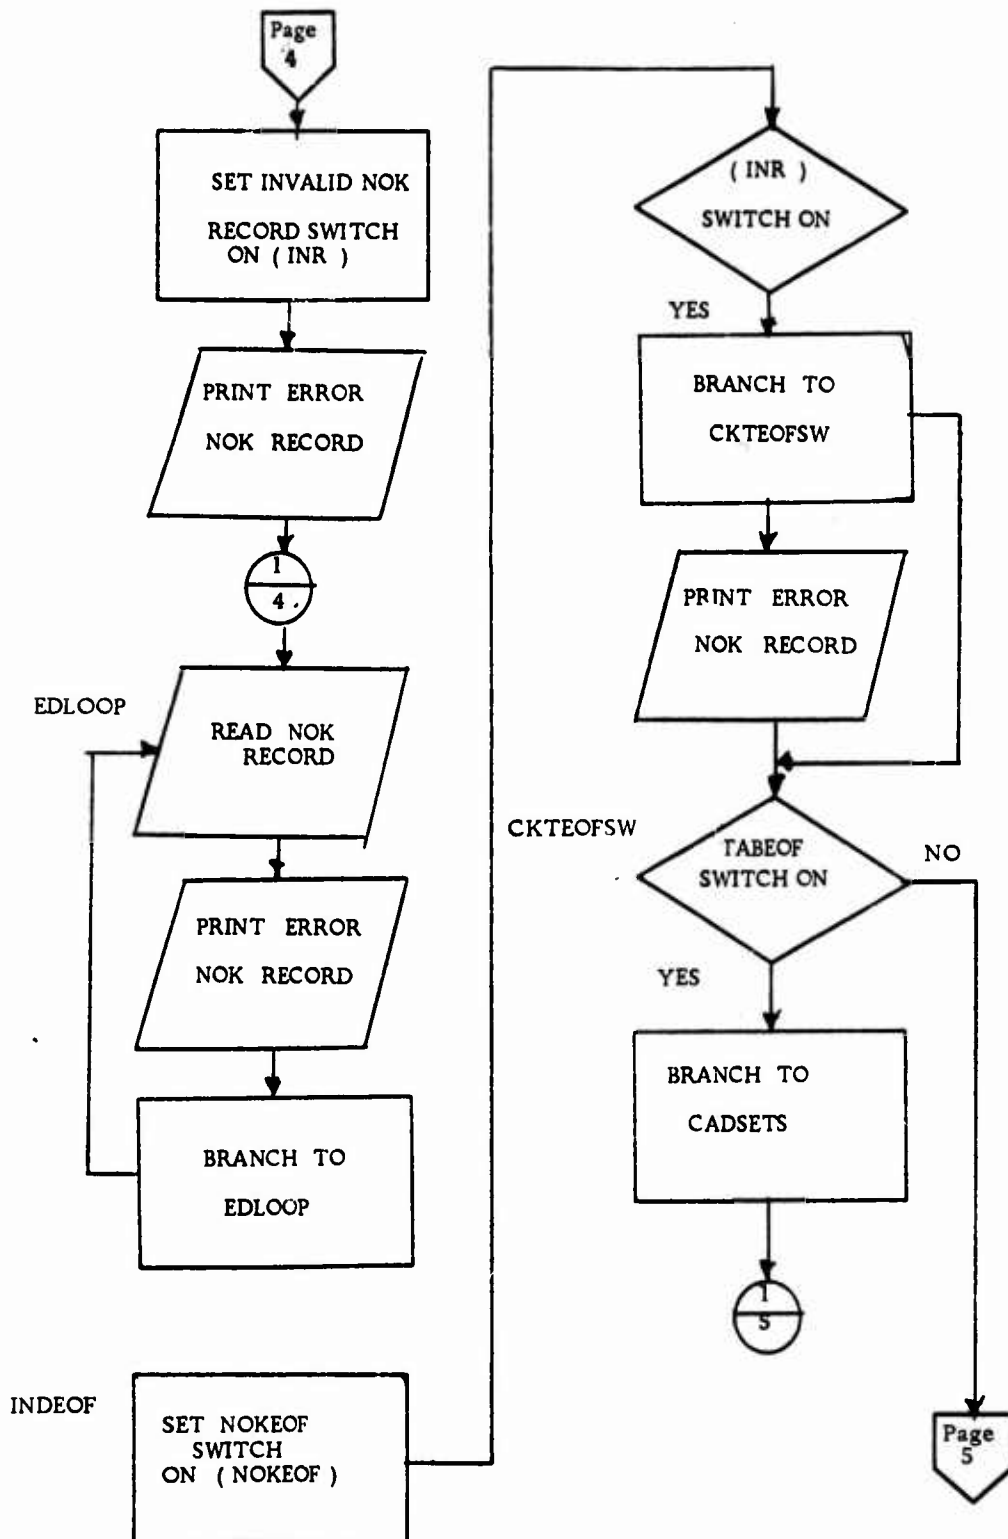 Page
4
SET INVALID NOK
RECORD SWITCH
ON ( INR )
PRINT ERROR
NOK RECORD
1
4
EDLOOP
READ NOK
RECORD
PRINT ERROR
NOK RECORD
BRANCH TO
EDLOOP
INDEOF
SET NOKEOF
SWITCH
ON ( NOKEOF )
( INR )
SWITCH ON
YES
BRANCH TO
CKTEOFSW
PRINT ERROR
NOK RECORD
CKTEOFSW
TABEOF
SWITCH ON
NO
YES
BRANCH TO
CADSETS
1
S
Page
5